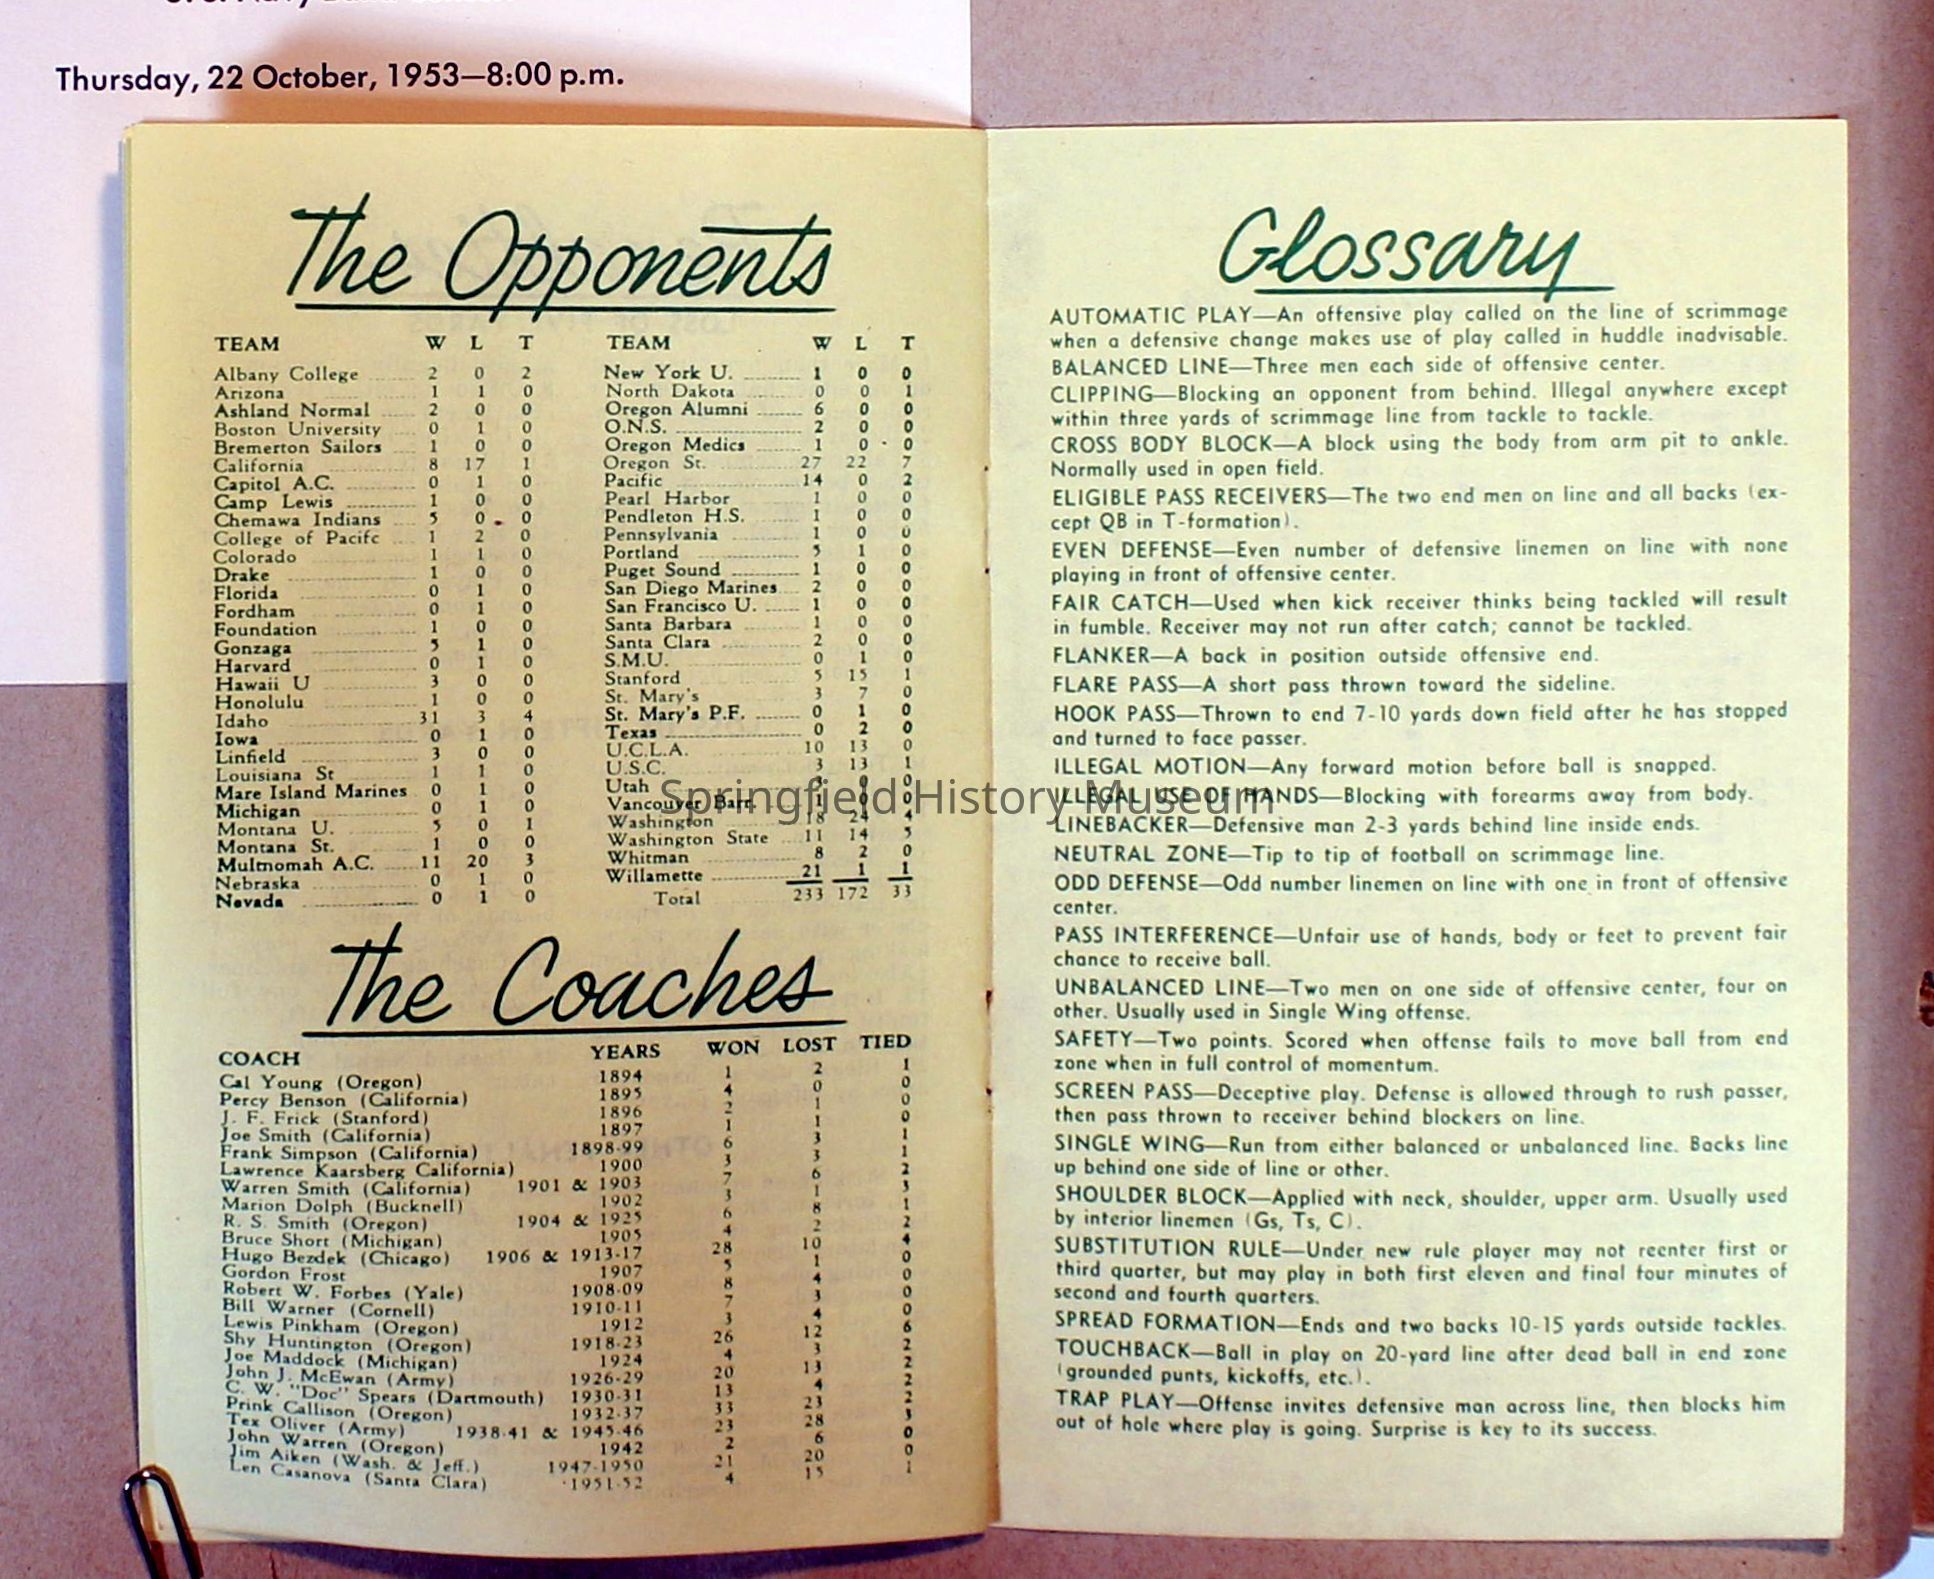 Thursday, 22 October, 1953—8:00 p.m.
The Opponents
TEAM W L T
Albany College 2 0 2
Arizona 1 1 0
Ashland Normal 2 0 0
Boston University 0 1 0
Bremerton Sailors 1 0 0
California 8 17 1
Capitol A.C. 0 1 0
Camp Lewis 1 0 0
Chemawa Indians 5 0 0
College of Pacifc 1 2 0
Colorado 1 1 0
Drake 1 0 0
Florida 0 1 0
Fordham 0 1 0
Foundation 1 0 0
Gonzaga 5 1 0
Harvard 0 1 0
Hawaii U 3 0 0
Honolulu 1 0 0
Idaho 31 3 4
Iowa 0 1 0
Linfield 3 0 0
Louisiana St 1 1 0
Mare Island Marines 0 1 0
Michigan 0 1 0
Montana U. 5 0 1
Montana St. 1 0 0
Multnomah A.C. 11 20 3
Nebraska 0 1 0
Nevada 0 1 0
TEAM W L T
New York U. 1 0 0
North Dakota 0 0 1
Oregon Alumni 6 0 0
O.N.S. 2 0 0
Oregon Medics 1 0 0
Oregon St. 27 22 7
Pacific 14 0 2
Pearl Harbor 1 0 0
Pendleton H.S. 1 0 0
Pennsylvania 1 0 0
Portland 5 1 0
Puget Sound 1 0 0
San Diego Marines 2 0 0
San Francisco U. 1 0 0
Santa Barbara 1 0 0
Santa Clara 2 0 0
S.M.U. 0 1 0
Stanford 5 15 1
St. Mary's 3 7 0
St. Mary's P.F. 0 1 0
Texas 0 2 0
U.C.L.A. 10 13 0
U.S.C. 3 13 1
Utah 0 0
Vancouver Barr. 1 0 0
Washington 18 24 4
Washington State 11 14 5
Whitman 8 2 0
Willamette 21 1 1
Total 233 172 33
The Coaches
COACH YEARS WON LOST TIED
Cal Young (Oregon) 1894 1 2 1
Percy Benson (California) 1895 4 0 0
J. F. Frick (Stanford) 1896 2 1 0
Joe Smith (California) 1897 1 1 0
Frank Simpson (California) 1898-99 6 3 1
Lawrence Kaarsberg California) 1900 3 3 1
Warren Smith (California) 1901 & 1903 7 6 2
Marion Dolph (Bucknell) 1902 3 1 3
R. S. Smith (Oregon) 1904 & 1925 6 8 1
Bruce Short (Michigan) 1905 4 2 2
Hugo Bezdek (Chicago) 1906 & 1913-17 28 10 4
Gordon Frost 1907 5 1 0
Robert W. Forbes (Yale) 1908-09 8 4 0
Bill Warner (Cornell) 1910-11 7 3 0
Lewis Pinkham (Oregon) 1912 3 4 0
Shy Huntington (Oregon) 1918-23 26 12 6
Joe Maddock (Michigan) 1924 4 3 2
John J. McEwan (Army) 1926-29 20 13 2
C. W. "Doc" Spears (Dartmouth) 1930-31 13 4 2
Prink Callison (Oregon) 1932-37 33 23 2
Tex Oliver (Army) 1938-41 & 1945-46 23 28 3
John Warren (Oregon) 1942 2 6 0
Jim Aiken (Wash. & Jeff.) 1947-1950 21 20 0
Len Casanova (Santa Clara) 1951-52 4 15 1
Glossary
AUTOMATIC PLAY—An offensive play called on the line of scrimmage
when a defensive change makes use of play called in huddle inadvisable.
BALANCED LINE—Three men each side of offensive center.
CLIPPING—Blocking an opponent from behind. Illegal anywhere except
within three yards of scrimmage line from tackle to tackle.
CROSS BODY BLOCK—A block using the body from arm pit to ankle.
Normally used in open field.
ELIGIBLE PASS RECEIVERS—The two end men on line and all backs (ex-
cept QB in T-formation).
EVEN DEFENSE—Even number of defensive linemen on line with none
playing in front of offensive center.
FAIR CATCH—Used when kick receiver thinks being tackled will result
in fumble. Receiver may not run after catch; cannot be tackled.
FLANKER—A back in position outside offensive end.
FLARE PASS—A short pass thrown toward the sideline.
HOOK PASS—Thrown to end 7-10 yards down field after he has stopped
and turned to face passer.
ILLEGAL MOTION—Any forward motion before ball is snapped.
ILLEGAL USE OF HANDS—Blocking with forearms away from body.
LINEBACKER—Defensive man 2-3 yards behind line inside ends.
NEUTRAL ZONE—Tip to tip of football on scrimmage line.
ODD DEFENSE—Odd number linemen on line with one in front of offensive
center.
PASS INTERFERENCE—Unfair use of hands, body or feet to prevent fair
chance to receive ball.
UNBALANCED LINE—Two men on one side of offensive center, four on
other. Usually used in Single Wing offense.
SAFETY—Two points. Scored when offense fails to move ball from end
zone when in full control of momentum.
SCREEN PASS—Deceptive play. Defense is allowed through to rush passer,
then pass thrown to receiver behind blockers on line.
SINGLE WING—Run from either balanced or unbalanced line. Backs line
up behind one side of line or other.
SHOULDER BLOCK—Applied with neck, shoulder, upper arm. Usually used
by interior linemen (Gs, Ts, C).
SUBSTITUTION RULE—Under new rule player may not reenter first or
third quarter, but may play in both first eleven and final four minutes of
second and fourth quarters.
SPREAD FORMATION—Ends and two backs 10-15 yards outside tackles.
TOUCHBACK—Ball in play on 20-yard line after dead ball in end zone
(grounded punts, kickoffs, etc.).
TRAP PLAY—Offense invites defensive man across line, then blocks him
out of hole where play is going. Surprise is key to its success.
Springfield History Museum